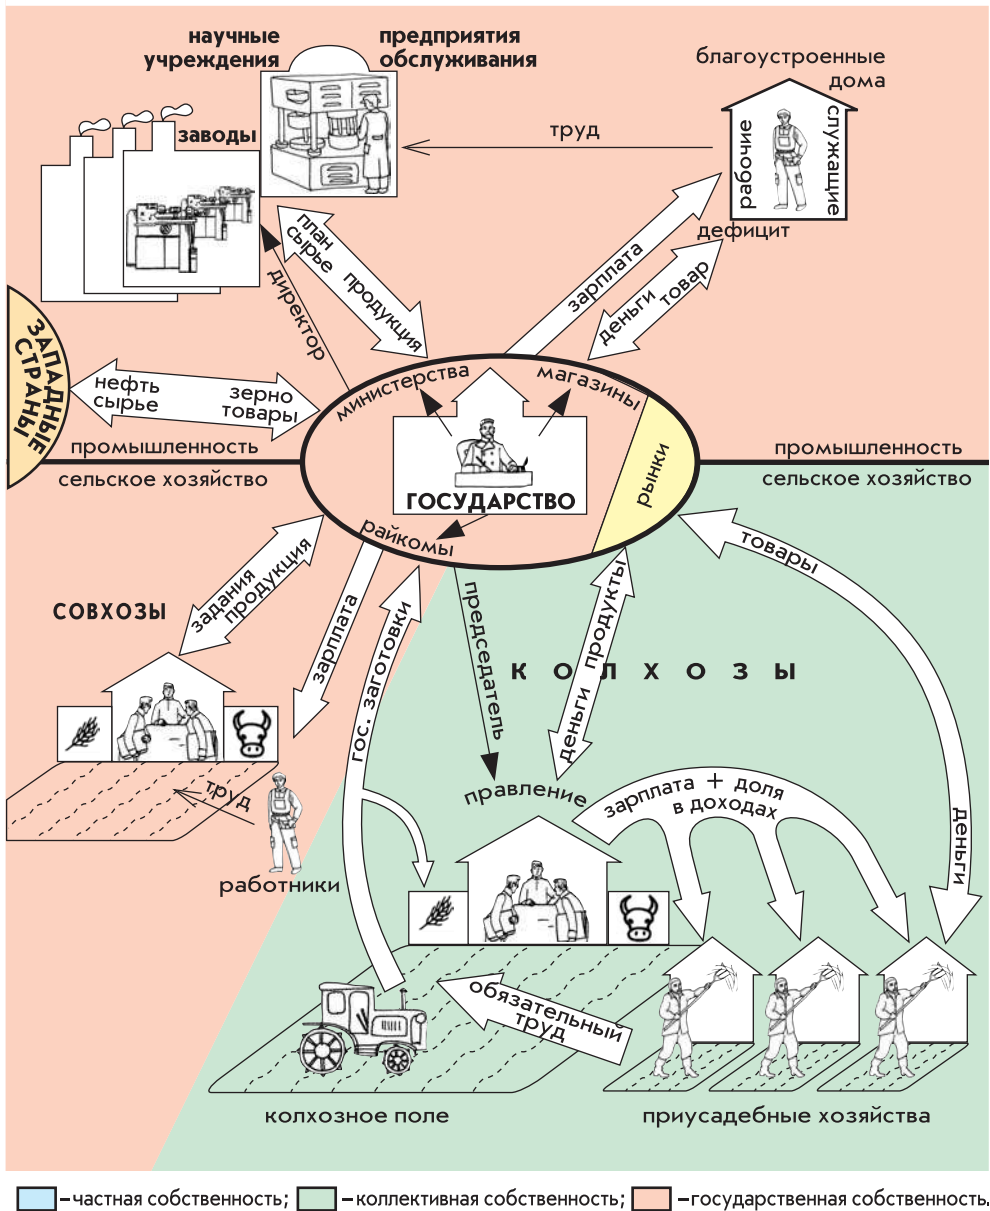 научные
учреждения
предприятия
обслуживания
благоустроенные
дома
заводы
труд
рабочие
служащие
дефицит
план
сырье продукция
директор
зарплата
деньги товар
ЗАПАДНЫЕ
СТРАНЫ
нефть
сырье
зерно
товары
министерства
магазины
рынки
ГОСУДАРСТВО
райкомы
промышленность
сельское хозяйство
промышленность
сельское хозяйство
СОВХОЗЫ
задания
продукция
зарплата
гос. заготовки
председатель
деньги продукты
товары
деньги
КОЛХОЗЫ
труд
работники
правление
зарплата + доля
в доходах
обязательный
труд
колхозное поле
приусадебные хозяйства
–частная собственность;
–коллективная собственность;
–государственная собственность.